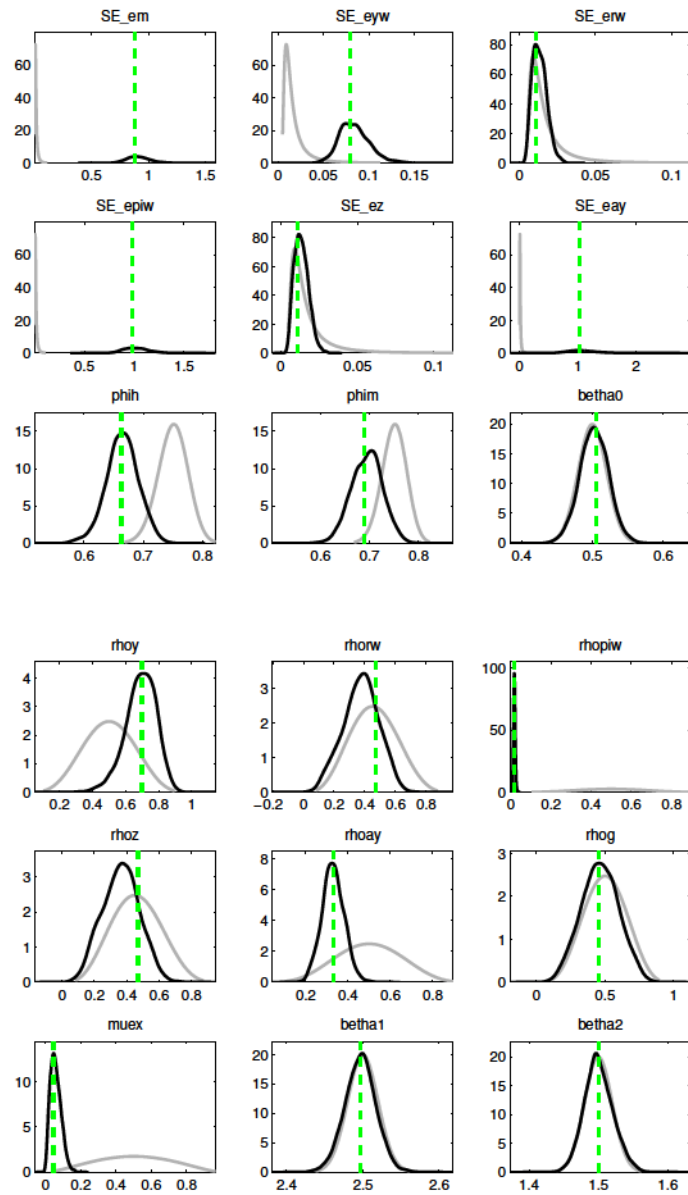 SE_em SE_eyw SE_erw
60 40 20 0
0.5 1 1.5
60 40 20 0
0 0.05 0.1 0.15
80 60 40 20 0
0 0.05 0.1
SE_epiw SE_ez SE_eay
60 40 20 0
0.5 1 1.5
80 60 40 20 0
0 0.05 0.1
60 40 20 0
0 1 2
phih phim betha0
15 10 5 0
0.6 0.7 0.8
15 10 5 0
0.6 0.7 0.8
20 15 10 5 0
0.4 0.5 0.6
rhoy rhorw rhopiw
4 3 2 1 0
0.2 0.4 0.6 0.8 1
3 2 1 0
−0.2 0 0.2 0.4 0.6 0.8
100 50 0
0 0.2 0.4 0.6 0.8
rhoz rhoay rhog
3 2 1 0
0 0.2 0.4 0.6 0.8
8 6 4 2 0
0.2 0.4 0.6 0.8
3 2 1 0
0 0.5 1
muex betha1 betha2
10 5 0
0 0.2 0.4 0.6 0.8
20 15 10 5 0
2.4 2.5 2.6
20 15 10 5 0
1.4 1.5 1.6